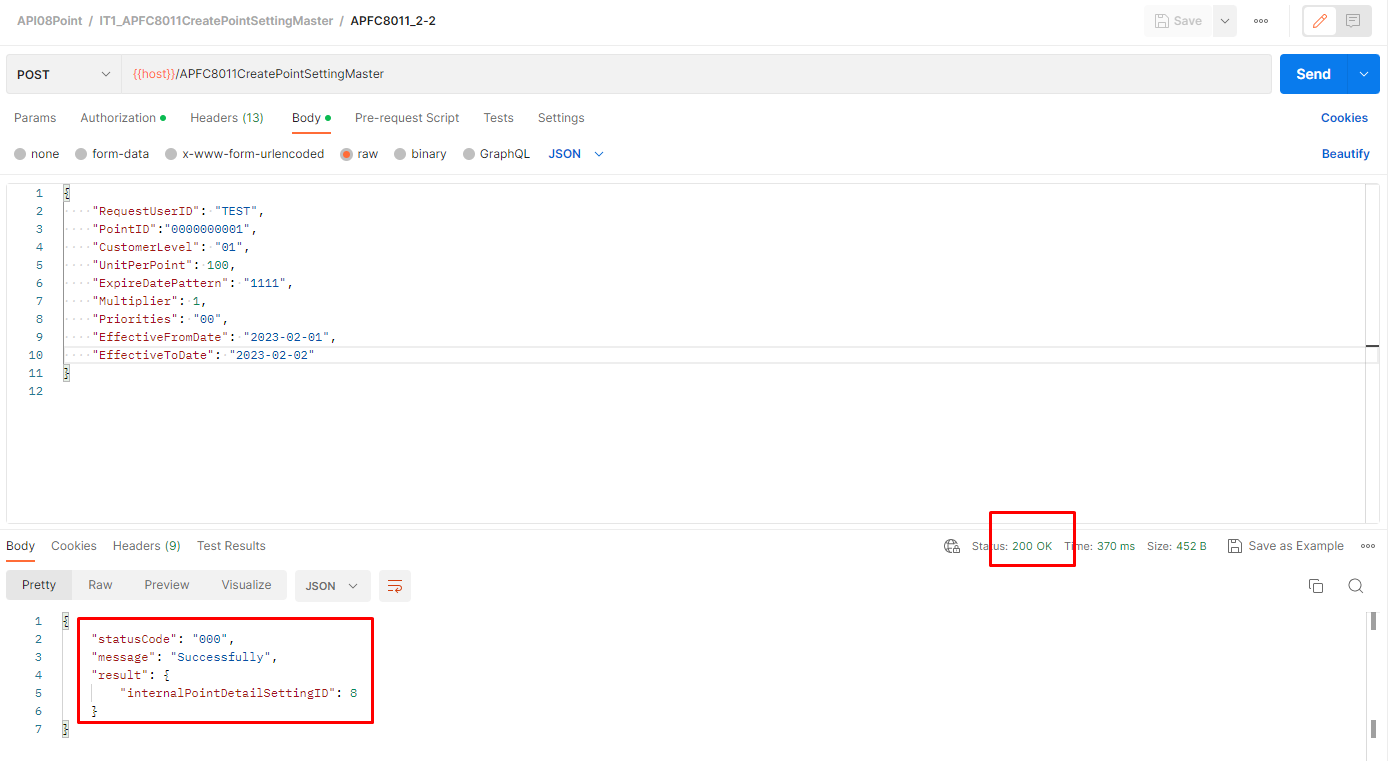 API08Point / IT1_APFC8011CreatePointSettingMaster / APFC8011_2-2 Save
POST {{host}}/APFC8011CreatePointSettingMaster Send
Params Authorization Headers (13) Body Pre-request Script Tests Settings Cookies
none form-data x-www-form-urlencoded raw binary GraphQL JSON Beautify
1 {
2 "RequestUserID": "TEST",
3 "PointID":"0000000001",
4 "CustomerLevel": "01",
5 "UnitPerPoint": 100,
6 "ExpireDatePattern": "1111",
7 "Multiplier": 1,
8 "Priorities": "00",
9 "EffectiveFromDate": "2023-02-01",
10 "EffectiveToDate": "2023-02-02"
11 }
12
Body Cookies Headers (9) Test Results Status: 200 OK Time: 370 ms Size: 452 B Save as Example
Pretty Raw Preview Visualize JSON
1 {
2 "statusCode": "000",
3 "message": "Successfully",
4 "result": {
5 "internalPointDetailSettingID": 8
6 }
7 }